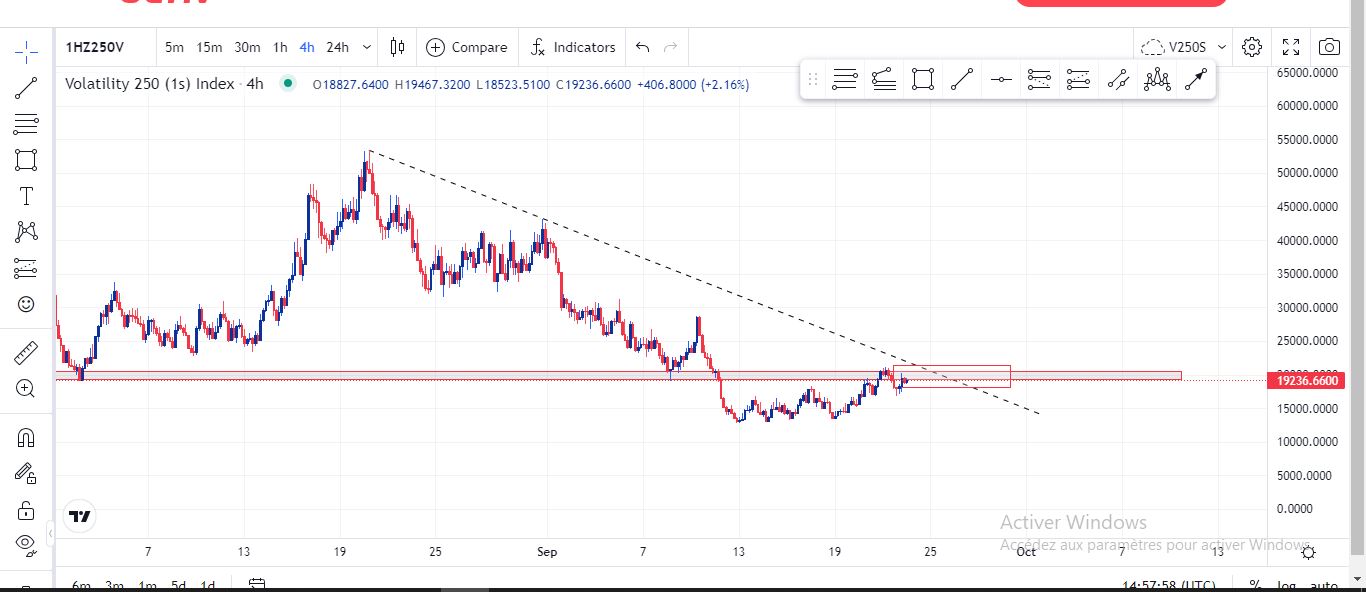 1HZ250V 5m 15m 30m 1h 4h 24h Compare Indicators V250S
Volatility 250 (1s) Index · 4h O18827.6400 H19467.3200 L18523.5100 C19236.6600 +406.8000 (+2.16%)
65000.0000
60000.0000
55000.0000
50000.0000
45000.0000
40000.0000
35000.0000
30000.0000
25000.0000
19236.6600
15000.0000
10000.0000
5000.0000
0.0000
Activer Windows
Accédez aux paramètres pour activer Windows.
7 13 19 25 Sep 7 13 19 25 Oct 7 13
6m 3m 1m 5d 1d 14:57:58 (UTC) % log auto